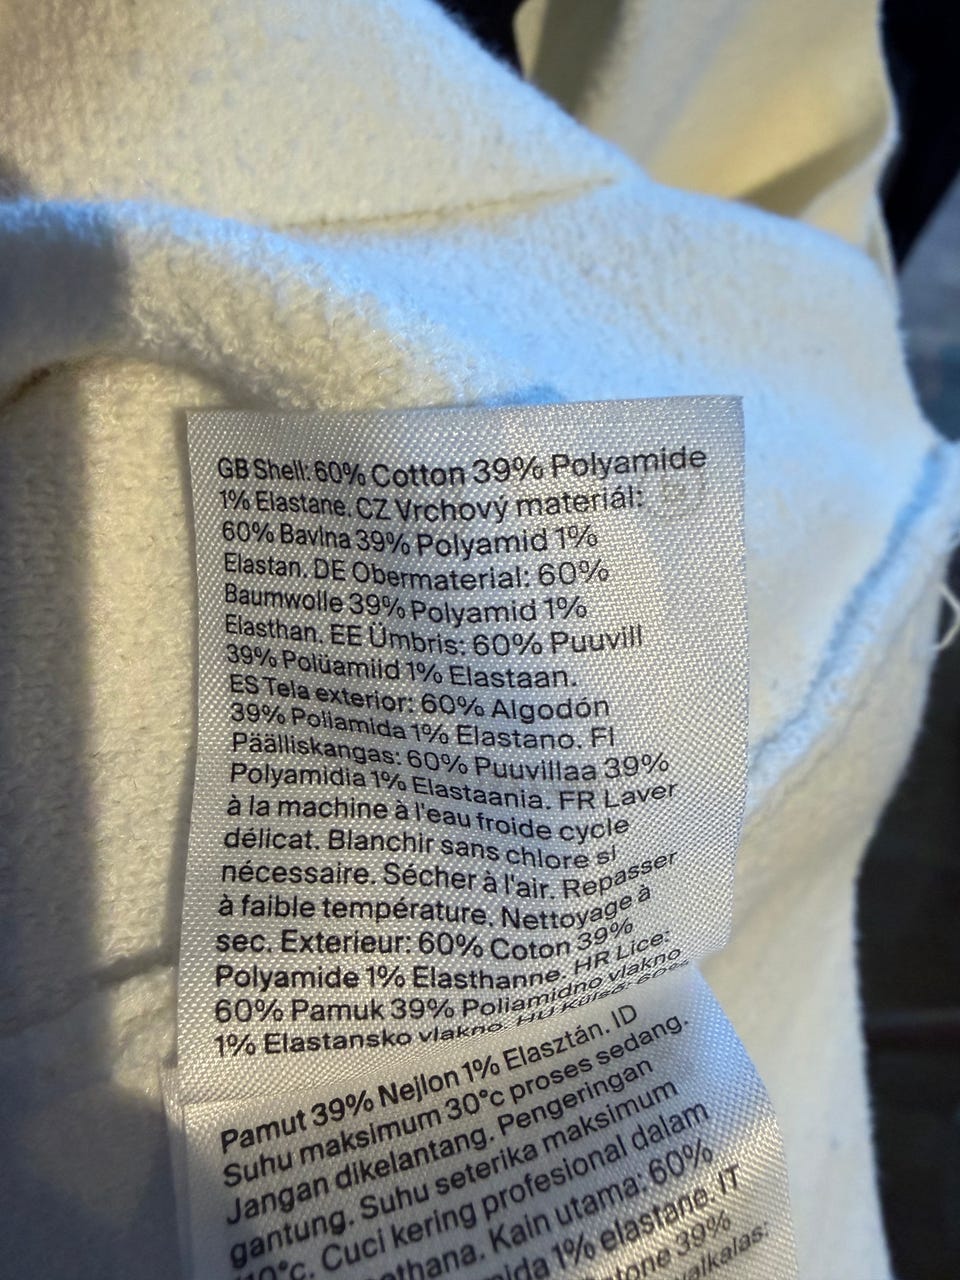 GB Shell: 60% Cotton 39% Polyamide
1% Elastane. CZ Vrchový materiál:
60% Bavlna 39% Polyamid 1%
Elastan. DE Obermaterial: 60%
Baumwolle 39% Polyamid 1%
Elasthan. EE Ümbris: 60% Puuvill
39% Polüamiid 1% Elastaan.
ES Tela exterior: 60% Algodón
39% Poliamida 1% Elastano. FI
Päälliskangas: 60% Puuvillaa 39%
Polyamidia 1% Elastaania. FR Laver
à la machine à l'eau froide cycle
délicat. Blanchir sans chlore si
nécessaire. Sécher à l'air. Repasser
à faible température. Nettoyage à
sec. Exterieur: 60% Coton 39%
Polyamide 1% Elasthanne. HR Lice:
60% Pamuk 39% Poliamidno vlakno
1% Elastansko vlakno. HU Külső: 60%
Pamut 39% Nejlon 1% Elasztán. ID
Suhu maksimum 30°c proses sedang.
Jangan dikelantang. Pengeringan
gantung. Suhu seterika maksimum
Cuci kering profesional dalam
Kain utama: 60%
1% elastane. IT
39%